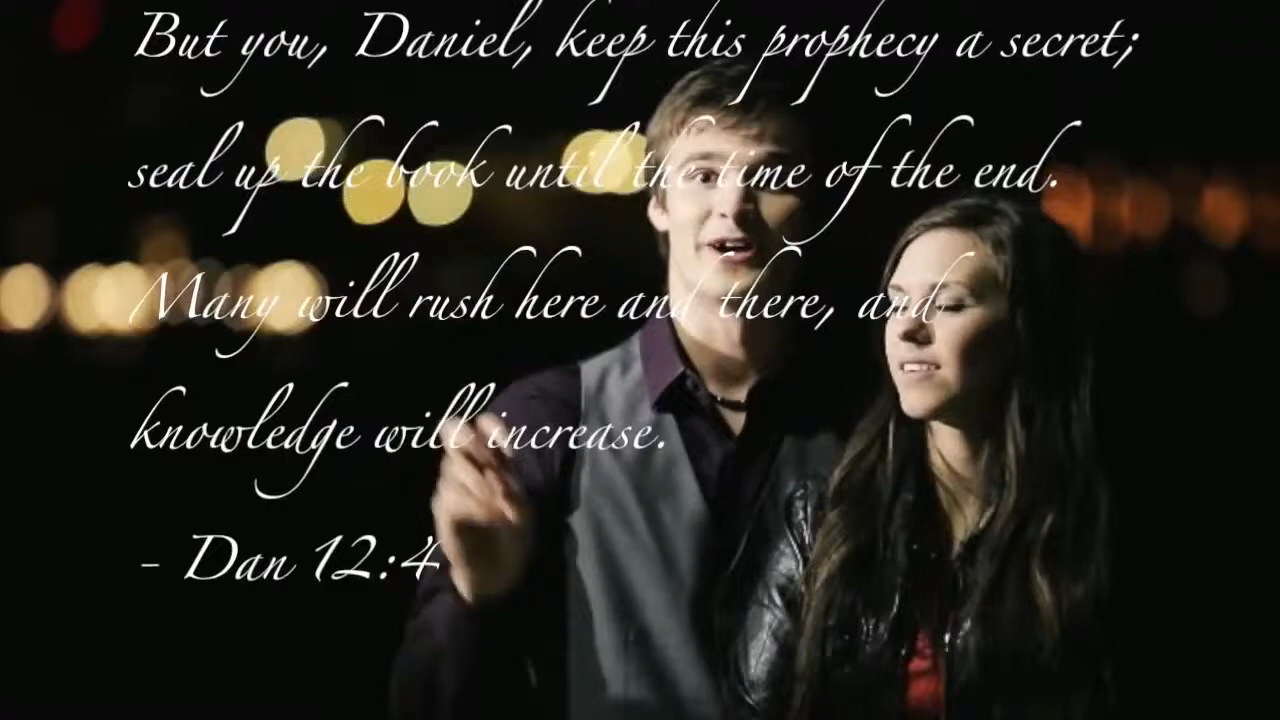 But you, Daniel, keep this prophecy a secret;
seal up the book until the time of the end.
Many will rush here and there, and
knowledge will increase.
- Dan 12:4